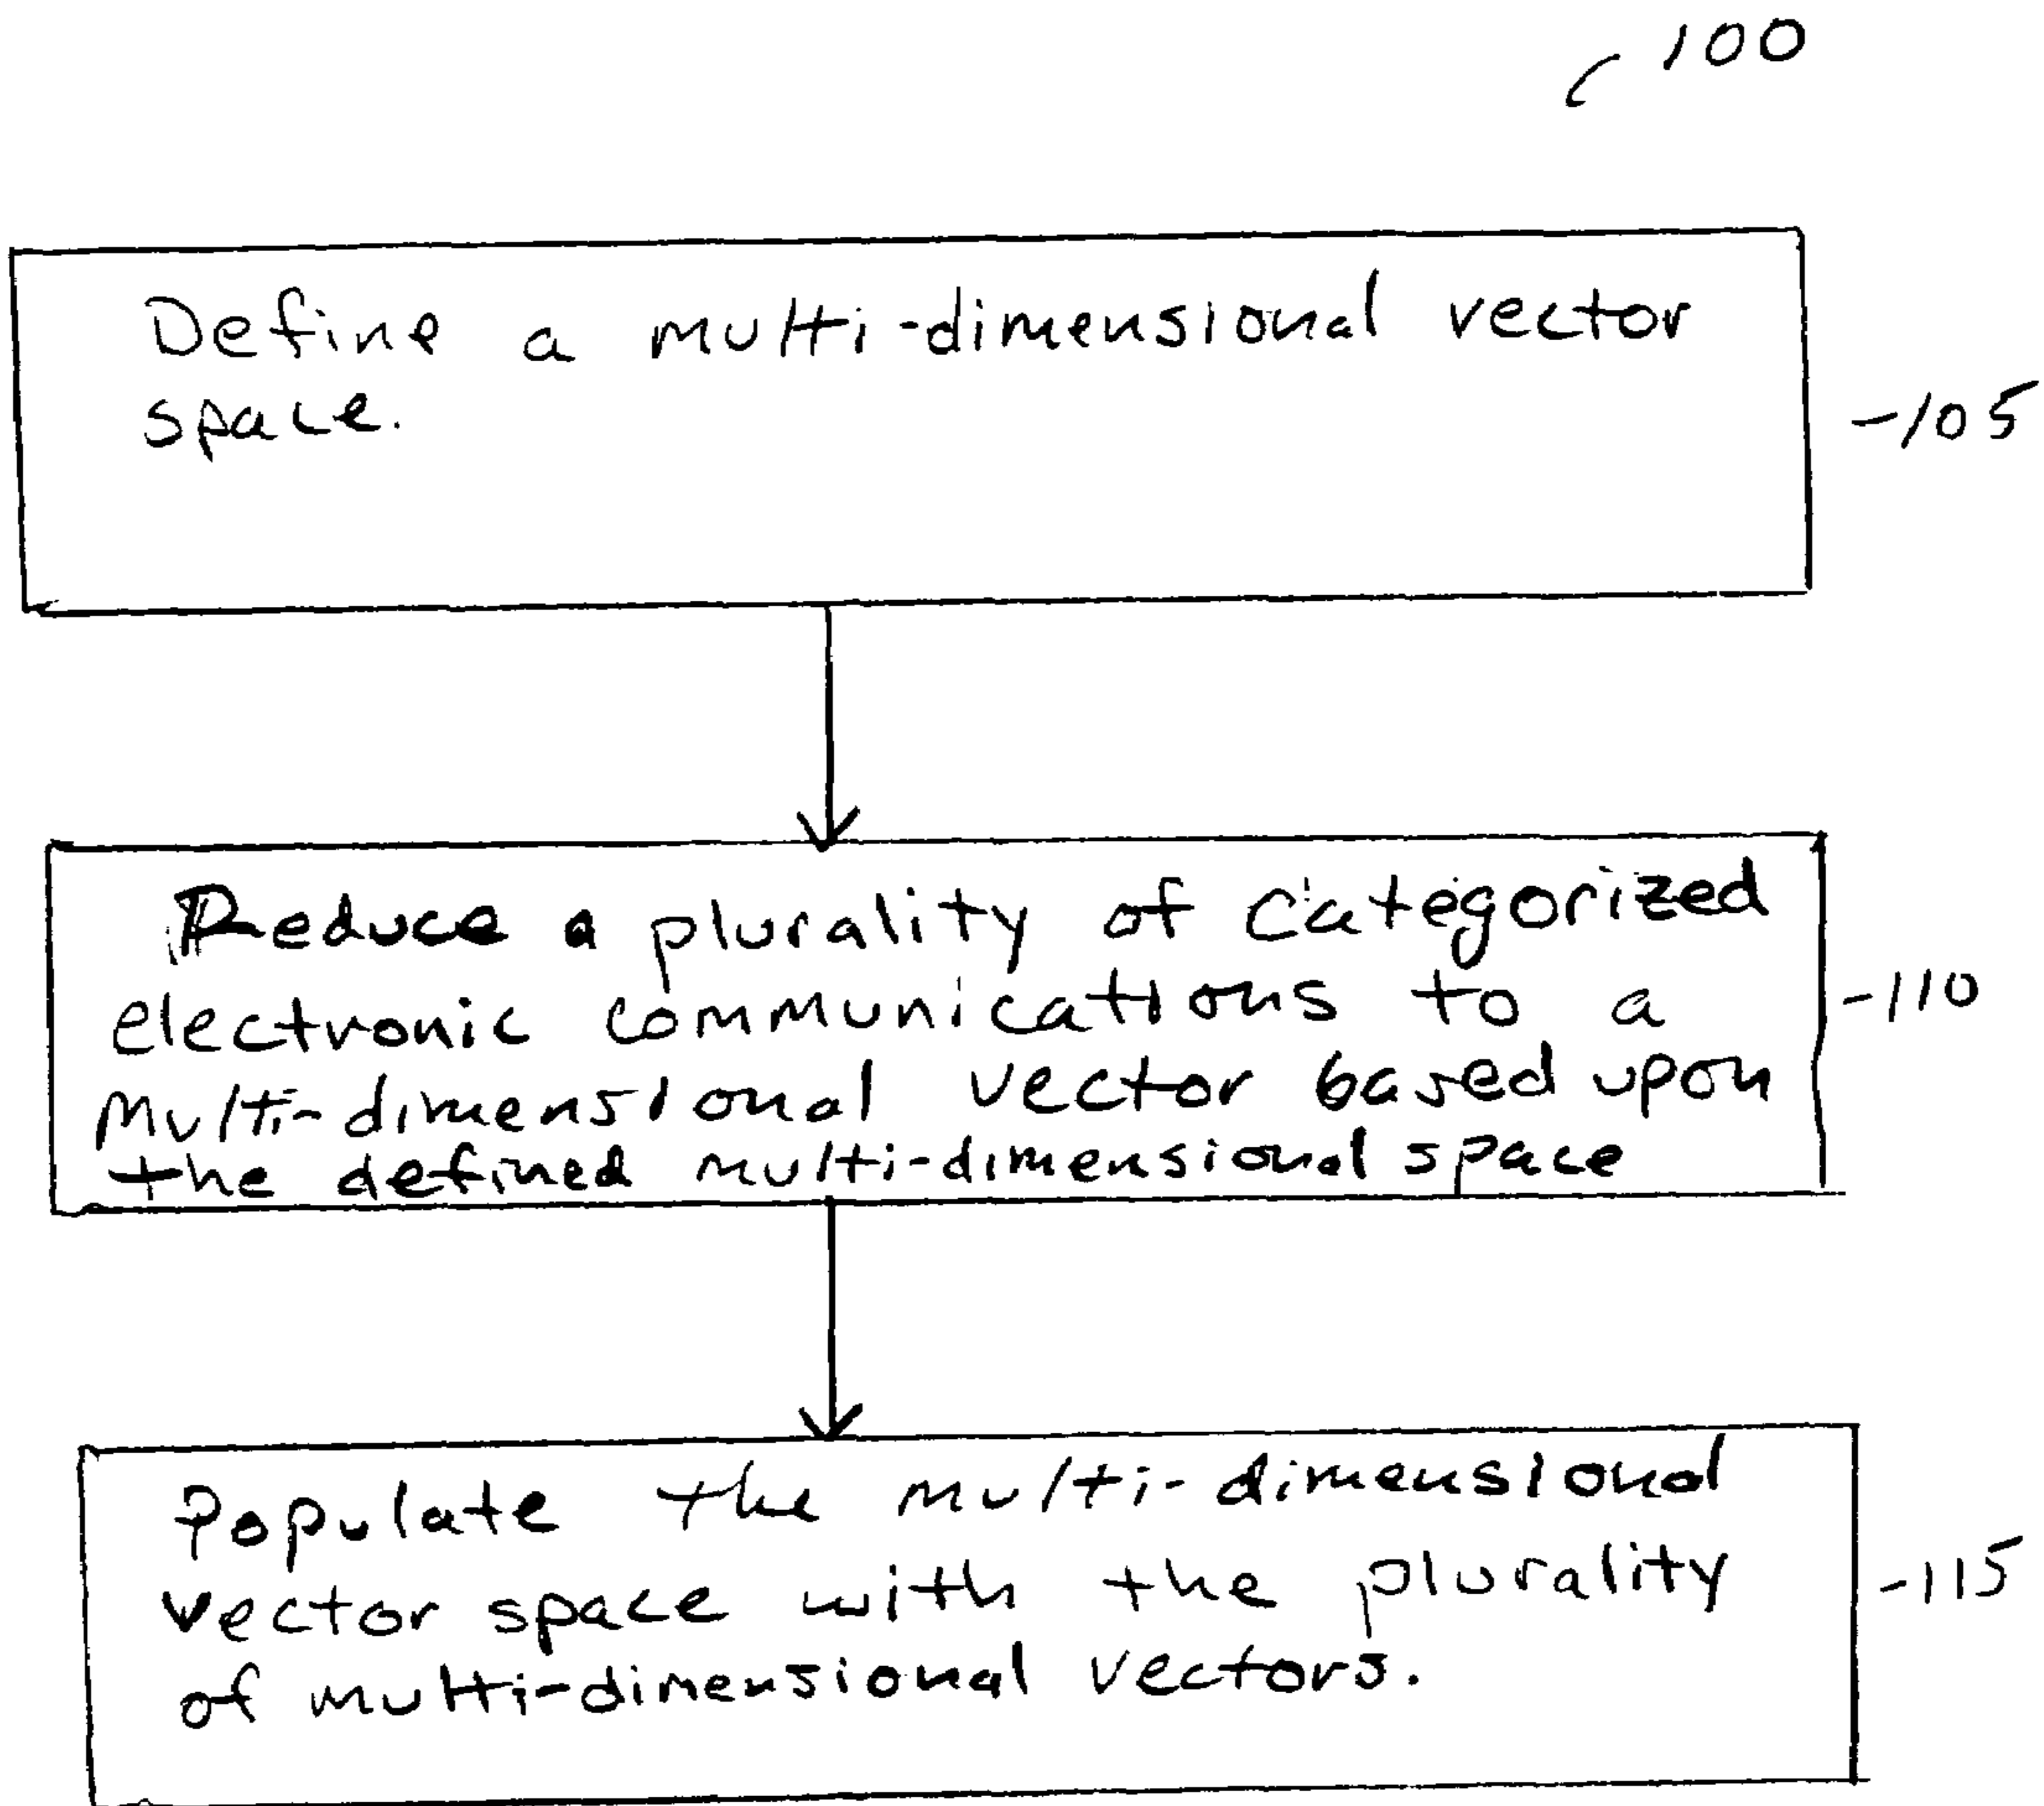 100
Define a multi-dimensional vector
space.
-105
Reduce a plurality of categorized
electronic communications to a
multi-dimensional vector based upon
the defined multi-dimensional space
-110
Populate the multi-dimensional
vector space with the plurality
of multi-dimensional vectors.
-115